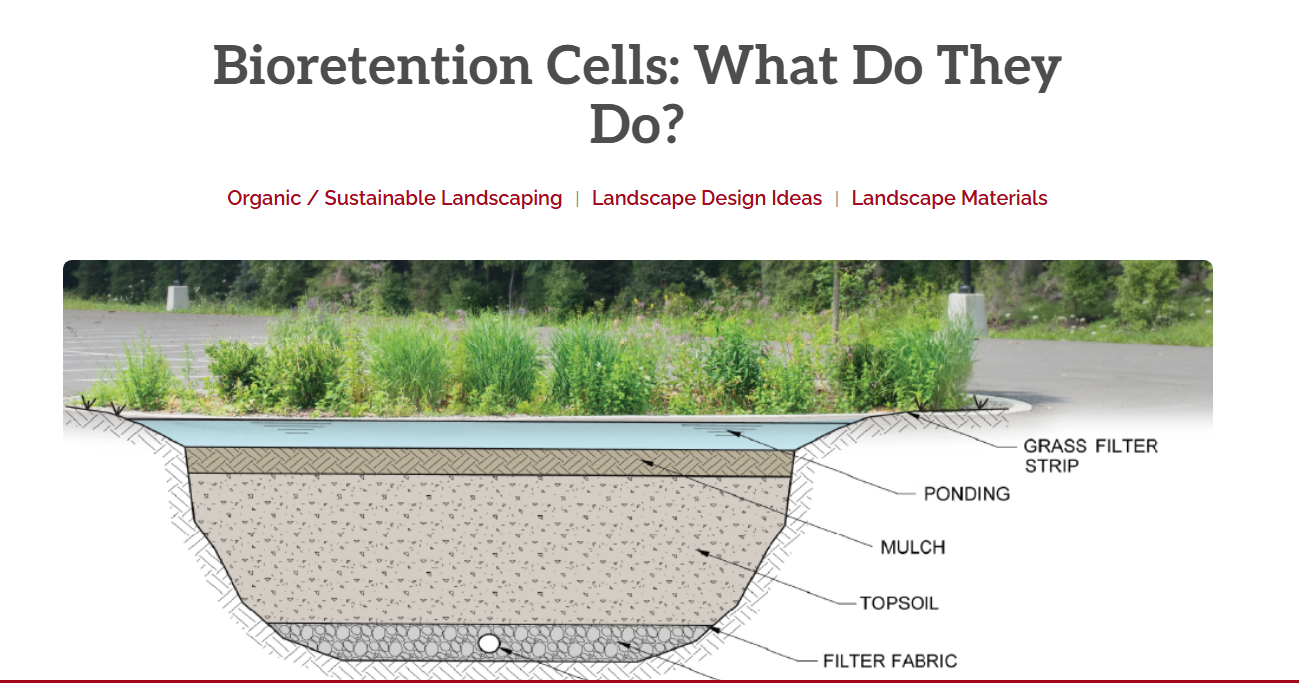 Bioretention Cells: What Do They
Do?
Organic / Sustainable Landscaping | Landscape Design Ideas | Landscape Materials
GRASS FILTER
STRIP
PONDING
MULCH
TOPSOIL
FILTER FABRIC